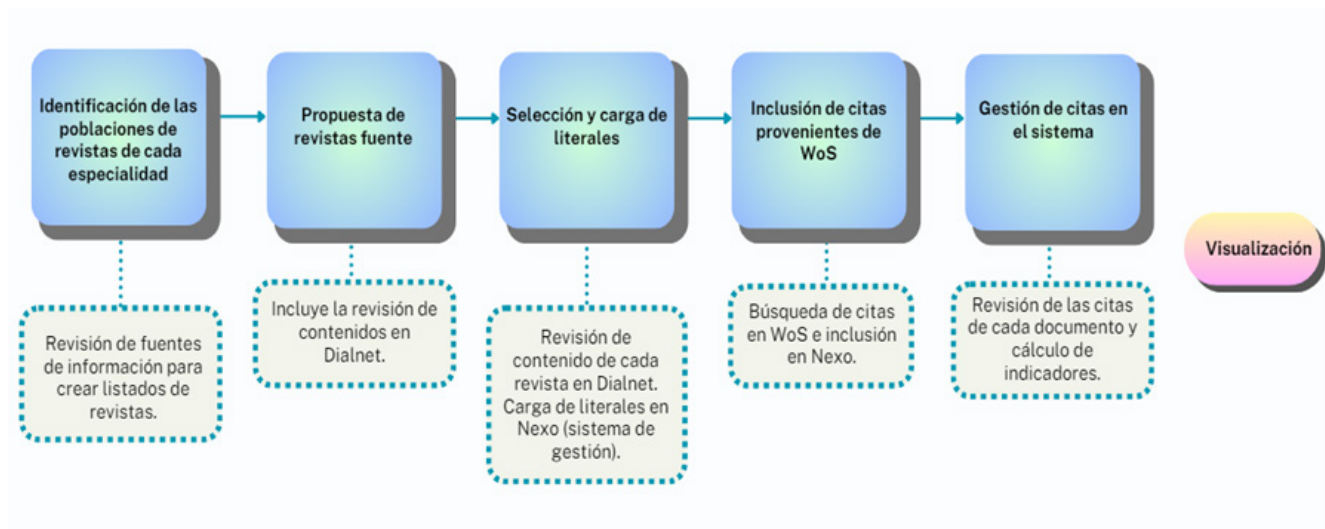 Identificación de las
poblaciones de
revistas de cada
especialidad
Propuesta de
revistas fuente
Selección y carga de
literales
Inclusión de citas
provenientes de
WoS
Gestión de citas en
el sistema
Visualización
Revisión de fuentes
de información para
crear listados de
revistas.
Incluye la revisión de
contenidos en
Dialnet.
Revisión de
contenido de cada
revista en Dialnet.
Carga de literales en
Nexo (sistema de
gestión).
Búsqueda de citas
en WoS e inclusión
en Nexo.
Revisión de las citas
de cada documento y
cálculo de
indicadores.